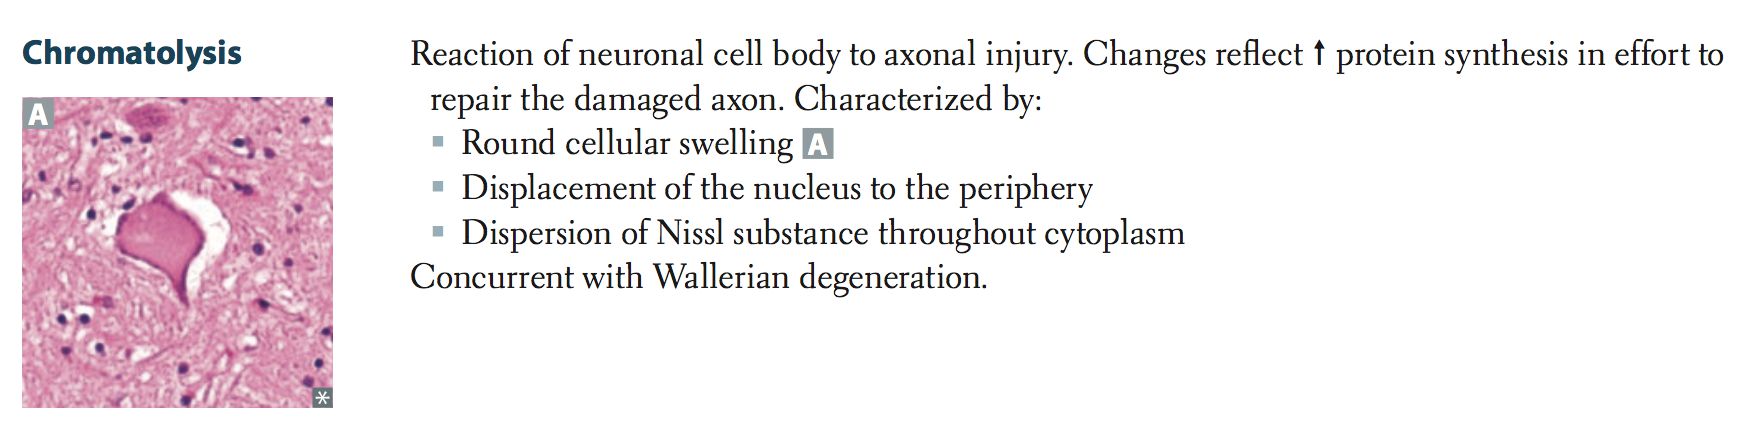 Chromatolysis
A
*
Reaction of neuronal cell body to axonal injury. Changes reflect ↑ protein synthesis in effort to
repair the damaged axon. Characterized by:
▪ Round cellular swelling A
▪ Displacement of the nucleus to the periphery
▪ Dispersion of Nissl substance throughout cytoplasm
Concurrent with Wallerian degeneration.